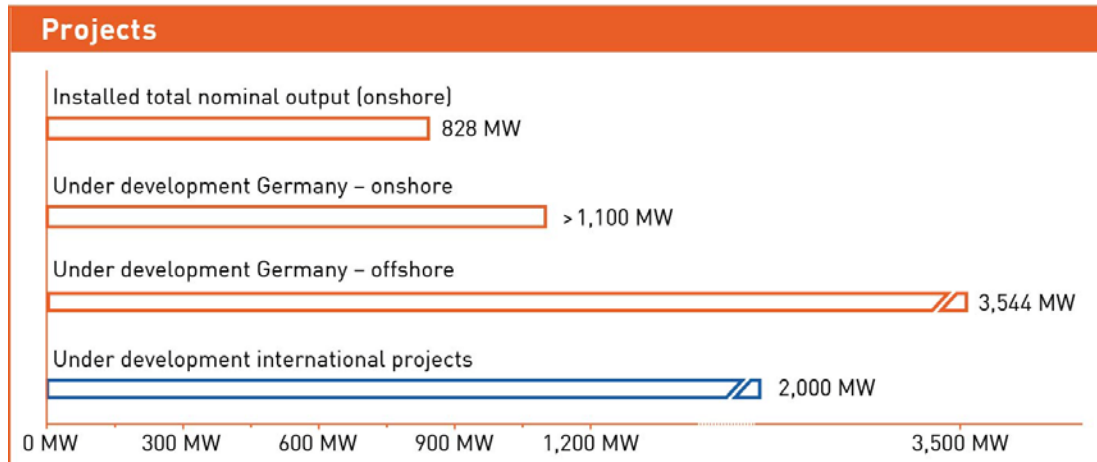 Projects
Installed total nominal output (onshore)
828 MW
Under development Germany – onshore
> 1,100 MW
Under development Germany – offshore
3,544 MW
Under development international projects
2,000 MW
0 MW 300 MW 600 MW 900 MW 1,200 MW 3,500 MW